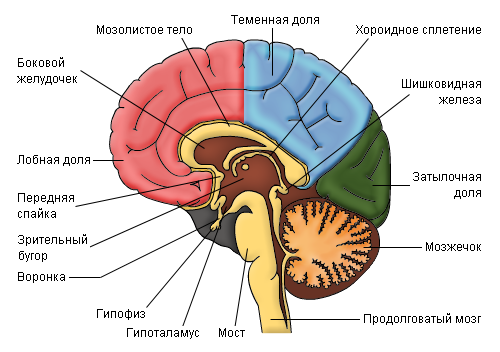 Теменная доля
Мозолистое тело
Хороидное сплетение
Боковой
желудочек
Шишковидная
железа
Лобная доля
Затылочная
доля
Передняя
спайка
Зрительный
бугор
Мозжечок
Воронка
Гипофиз
Продолговатый мозг
Гипоталамус
Мост